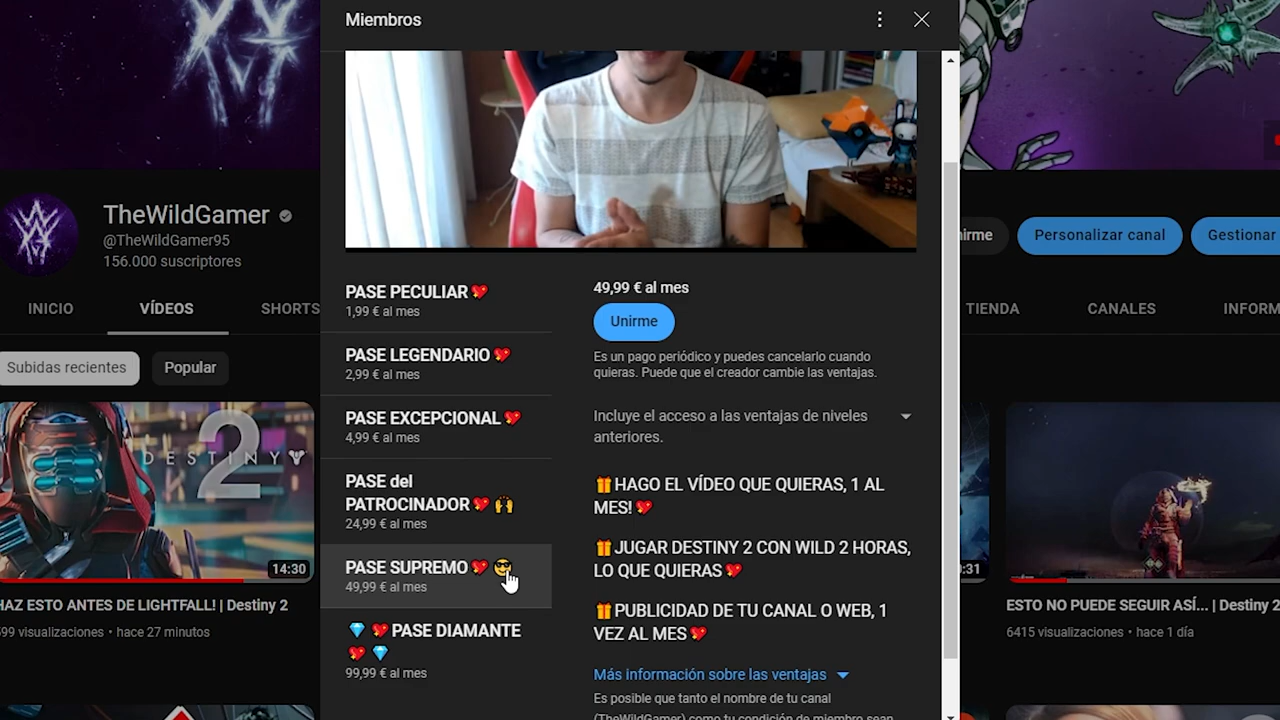 Miembros
TheWildGamer
@TheWildGamer95
156.000 suscriptores
Personalizar canal
Gestionar
INICIO
VÍDEOS
SHORTS
TIENDA
CANALES
Subidas recientes
Popular
DESTINY
2
14:30
HAZ ESTO ANTES DE LIGHTFALL! | Destiny 2
599 visualizaciones • hace 27 minutos
PASE PECULIAR💖
1,99 € al mes
PASE LEGENDARIO💖
2,99 € al mes
PASE EXCEPCIONAL💖
4,99 € al mes
PASE del
PATROCINADOR💖🙌
24,99 € al mes
PASE SUPREMO💖😎
49,99 € al mes
💎💖PASE DIAMANTE
💖💎
99,99 € al mes
49,99 € al mes
Unirme
Es un pago periódico y puedes cancelarlo cuando
quieras. Puede que el creador cambie las ventajas.
Incluye el acceso a las ventajas de niveles
anteriores.
🎁HAGO EL VÍDEO QUE QUIERAS, 1 AL
MES!💖
🎁JUGAR DESTINY 2 CON WILD 2 HORAS,
LO QUE QUIERAS💖
🎁PUBLICIDAD DE TU CANAL O WEB, 1
VEZ AL MES💖
Más información sobre las ventajas
Es posible que tanto el nombre de tu canal
(TheWildGamer) como tu condición de miembro sean
:31
ESTO NO PUEDE SEGUIR ASÍ... | Destiny 2
6415 visualizaciones • hace 1 día